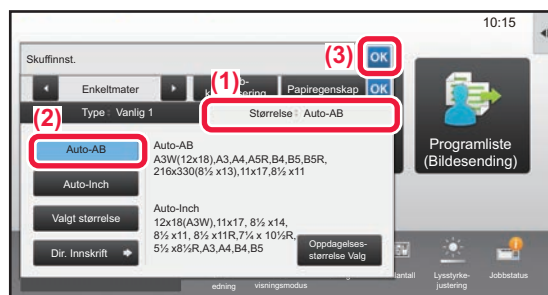 10:15
Skuffinnst.
(3)
OK
Enkeltmater
(1)
Papiregenskap
OK
Type : Vanlig 1
Størrelse : Auto-AB
(2)
Auto-AB
Auto-Inch
Valgt størrelse
Dir. Innskrift
Auto-AB
A3W(12x18),A3,A4,A5R,B4,B5,B5R,
216x330(8½ x13),11x17,8½ x11
Auto-Inch
12x18(A3W),11x17, 8½ x14,
8½ x11, 8½ x11R,7¼ x 10½R,
5½ x8½R,A3,A4,B4,B5
Oppdagelses-
størrelse Valg
Programliste
(Bildesending)
edning
visningsmodus
antall
Lysstyrke-
justering
Jobbstatus